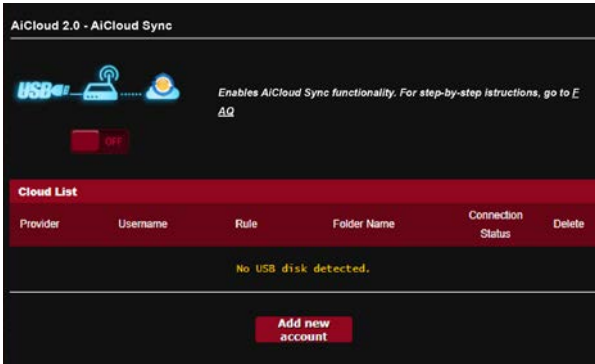 AiCloud 2.0 - AiCloud Sync
USB
Enables AiCloud Sync functionality. For step-by-step istructions, go to F
AQ
OFF
Cloud List
Provider Username Rule Folder Name Connection Status Delete
No USB disk detected.
Add new
account